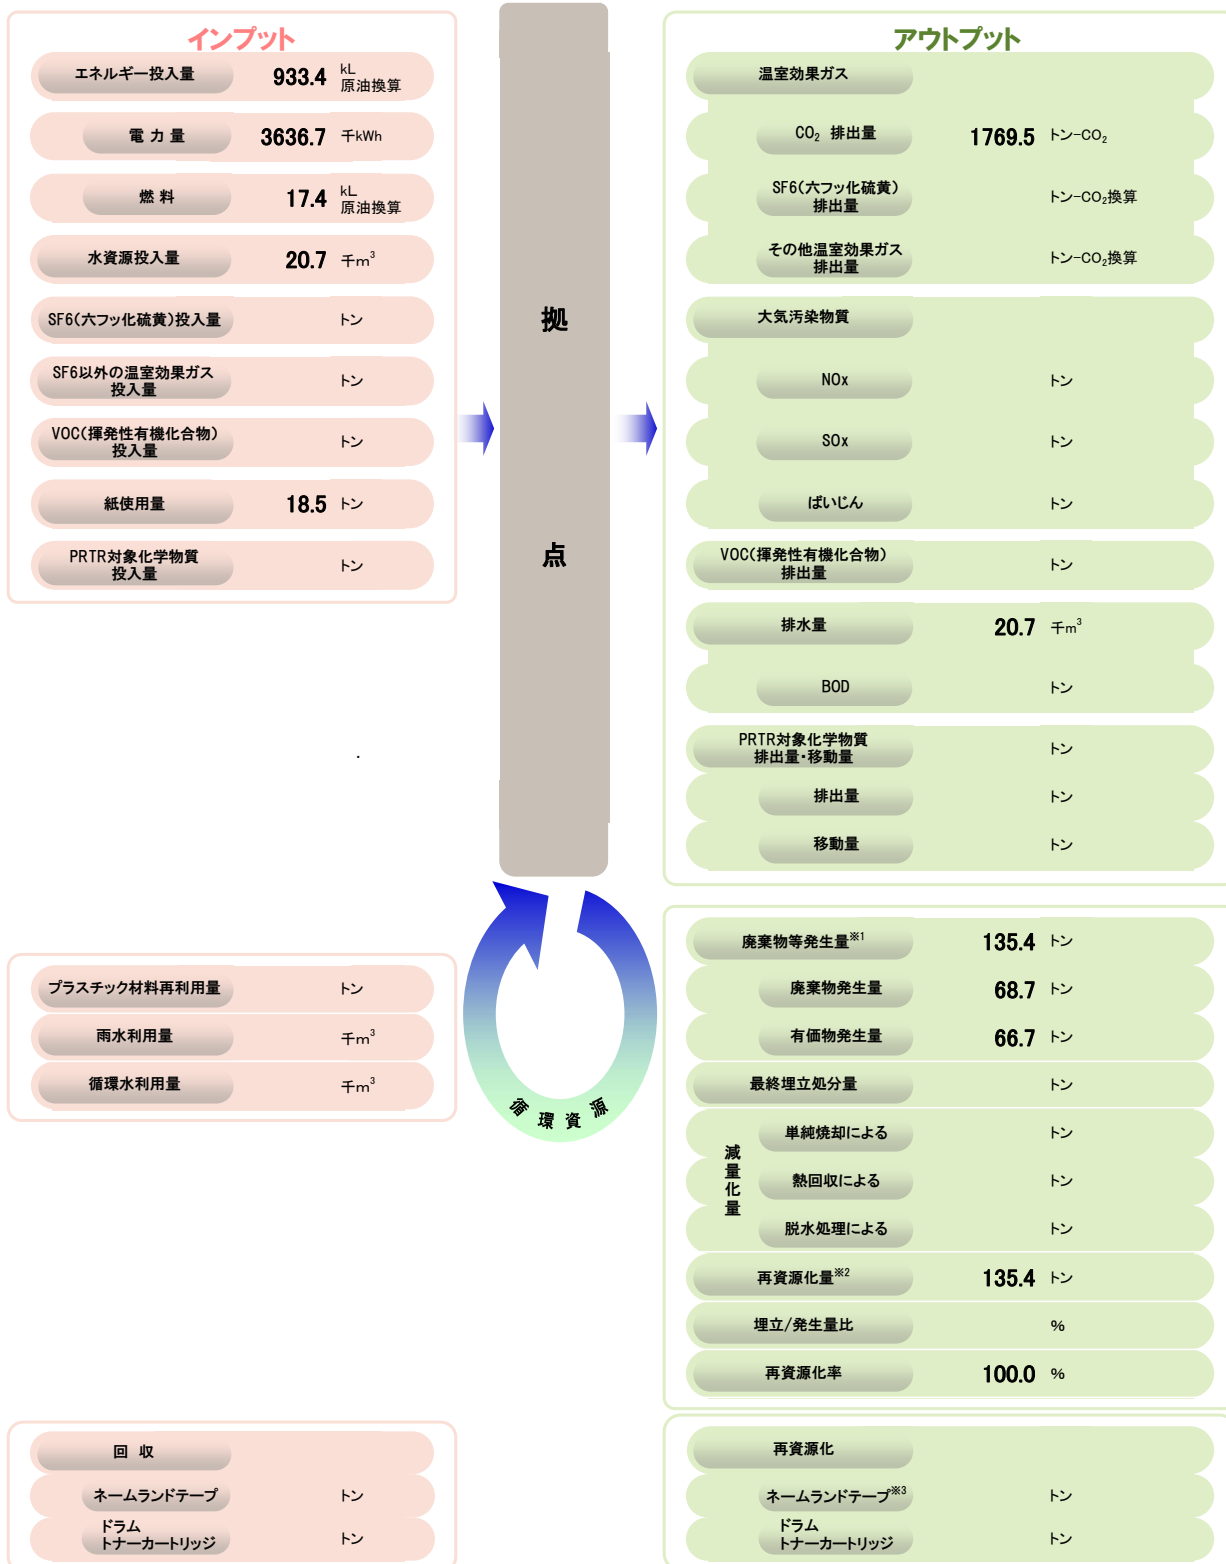 インプット
エネルギー投入量 933.4 kL
原油換算
電 力 量 3636.7 千kWh
燃 料 17.4 kL
原油換算
水資源投入量 20.7 千m³
SF6(六フッ化硫黄)投入量 トン
SF6以外の温室効果ガス
投入量 トン
VOC(揮発性有機化合物)
投入量 トン
紙使用量 18.5 トン
PRTR対象化学物質
投入量 トン
拠
点
アウトプット
温室効果ガス
CO₂ 排出量 1769.5 トン-CO₂
SF6(六フッ化硫黄)
排出量 トン-CO₂換算
その他温室効果ガス
排出量 トン-CO₂換算
大気汚染物質
NOx トン
SOx トン
ばいじん トン
VOC(揮発性有機化合物)
排出量 トン
排水量 20.7 千m³
BOD トン
PRTR対象化学物質
排出量・移動量 トン
排出量 トン
移動量 トン
プラスチック材料再利用量 トン
雨水利用量 千m³
循環水利用量 千m³
循環資源
廃棄物等発生量※1 135.4 トン
廃棄物発生量 68.7 トン
有価物発生量 66.7 トン
最終埋立処分量 トン
減量化量
単純焼却による トン
熱回収による トン
脱水処理による トン
再資源化量※2 135.4 トン
埋立/発生量比 %
再資源化率 100.0 %
回 収
ネームランドテープ トン
ドラム
トナーカートリッジ トン
再資源化
ネームランドテープ※3 トン
ドラム
トナーカートリッジ トン